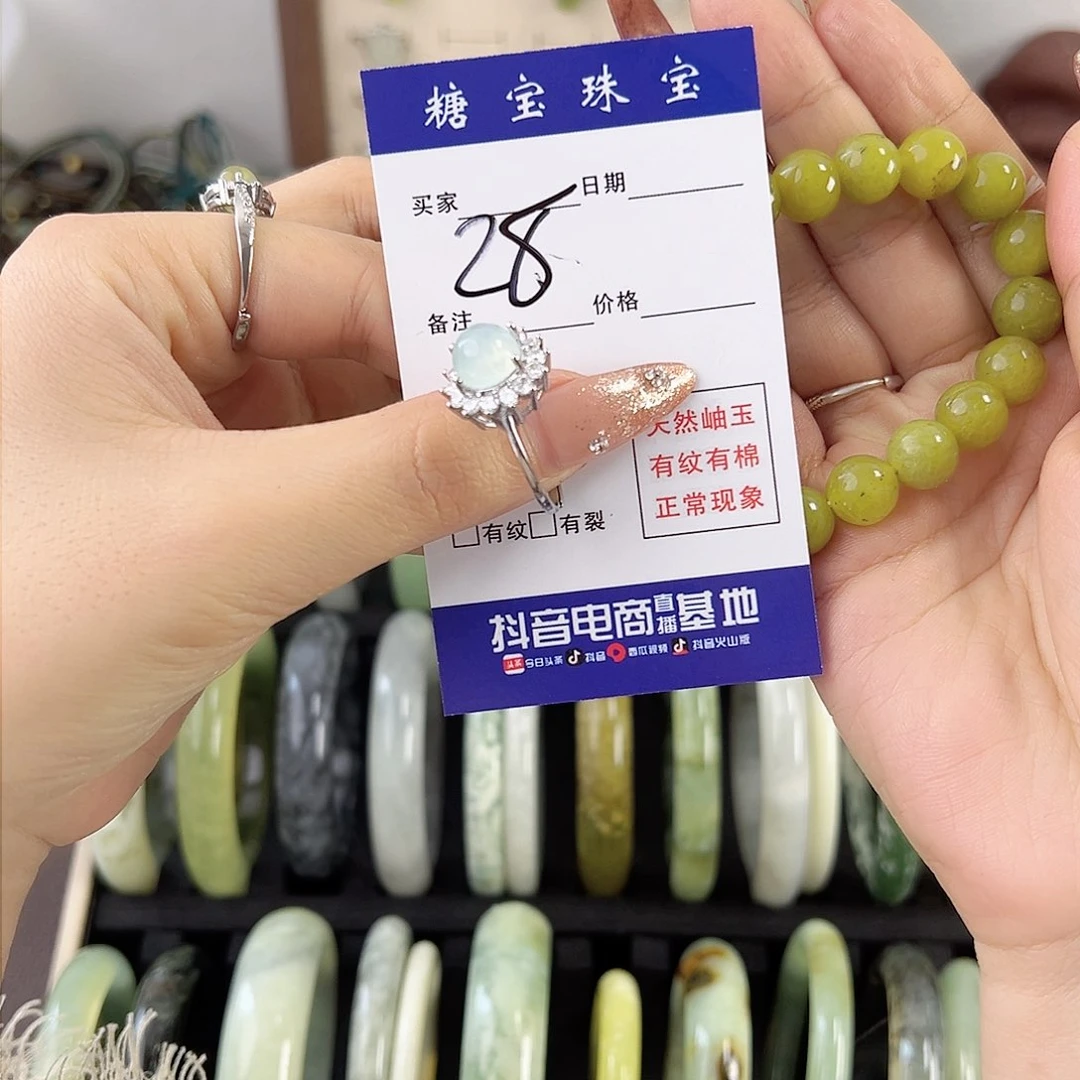 糖宝珠宝
买家 日期
28
备注 价格
天然岫玉
有纹有棉
正常现象
□有纹□有裂
抖音电商直播基地
头条 今日头条 抖音 西瓜视频 抖音火山版